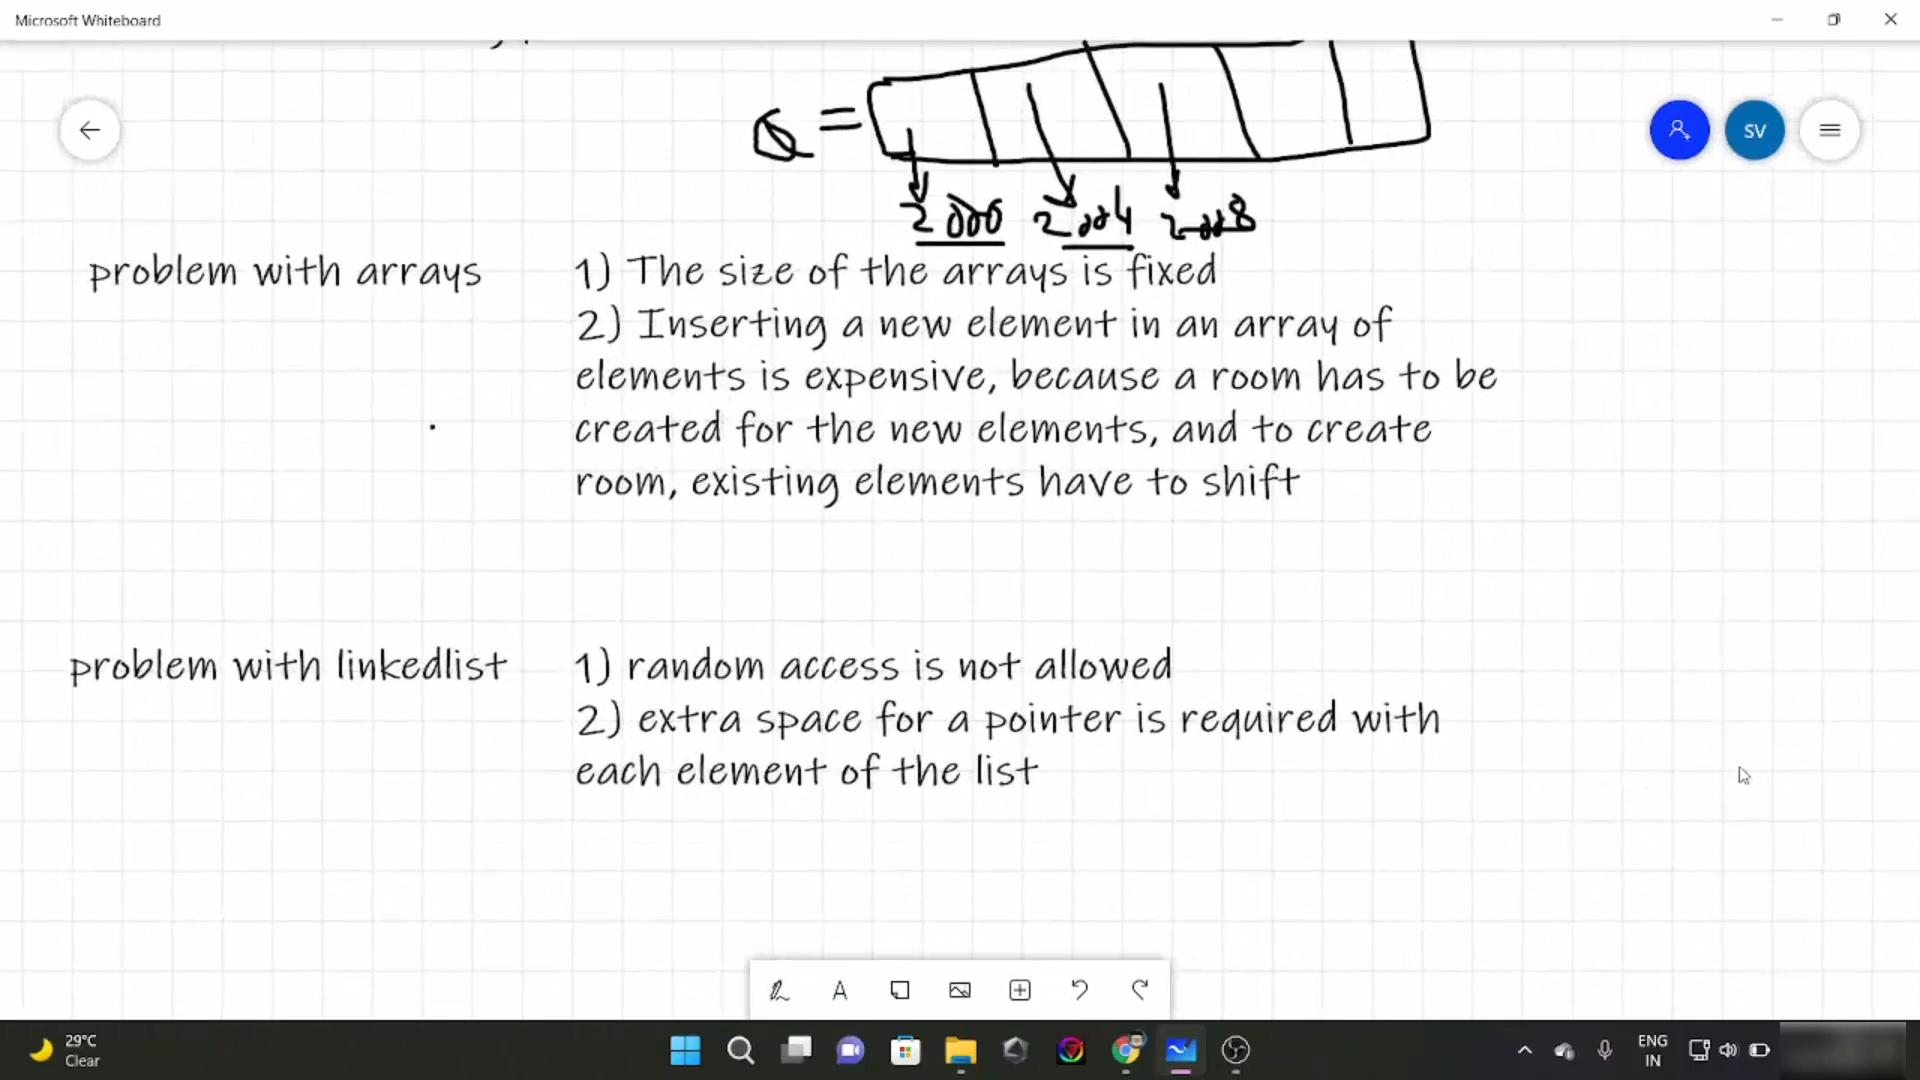 Microsoft Whiteboard
a =
2000 2004 2008
SV
problem with arrays
1) The size of the arrays is fixed
2) Inserting a new element in an array of
elements is expensive, because a room has to be
created for the new elements, and to create
room, existing elements have to shift
problem with linkedlist
1) random access is not allowed
2) extra space for a pointer is required with
each element of the list
29°C
Clear
ENG
IN